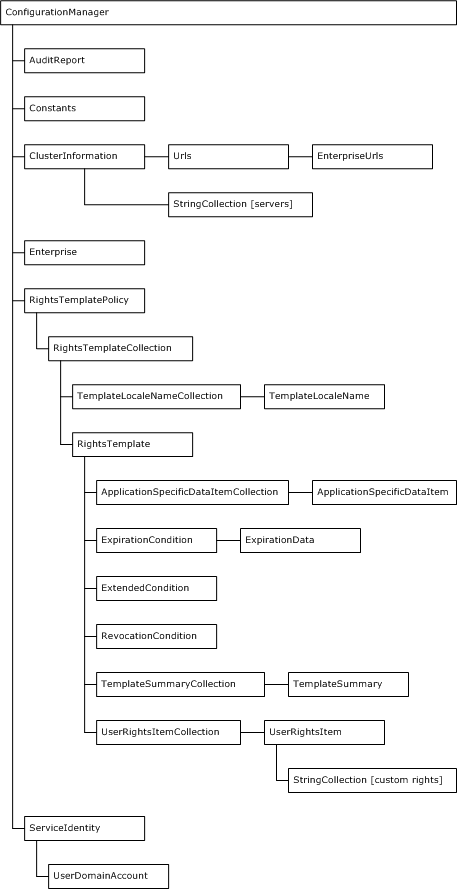 ConfigurationManager
AuditReport
Constants
ClusterInformation
Urls
EnterpriseUrls
StringCollection [servers]
Enterprise
RightsTemplatePolicy
RightsTemplateCollection
TemplateLocaleNameCollection
TemplateLocaleName
RightsTemplate
ApplicationSpecificDataItemCollection
ApplicationSpecificDataItem
ExpirationCondition
ExpirationData
ExtendedCondition
RevocationCondition
TemplateSummaryCollection
TemplateSummary
UserRightsItemCollection
UserRightsItem
StringCollection [custom rights]
ServiceIdentity
UserDomainAccount